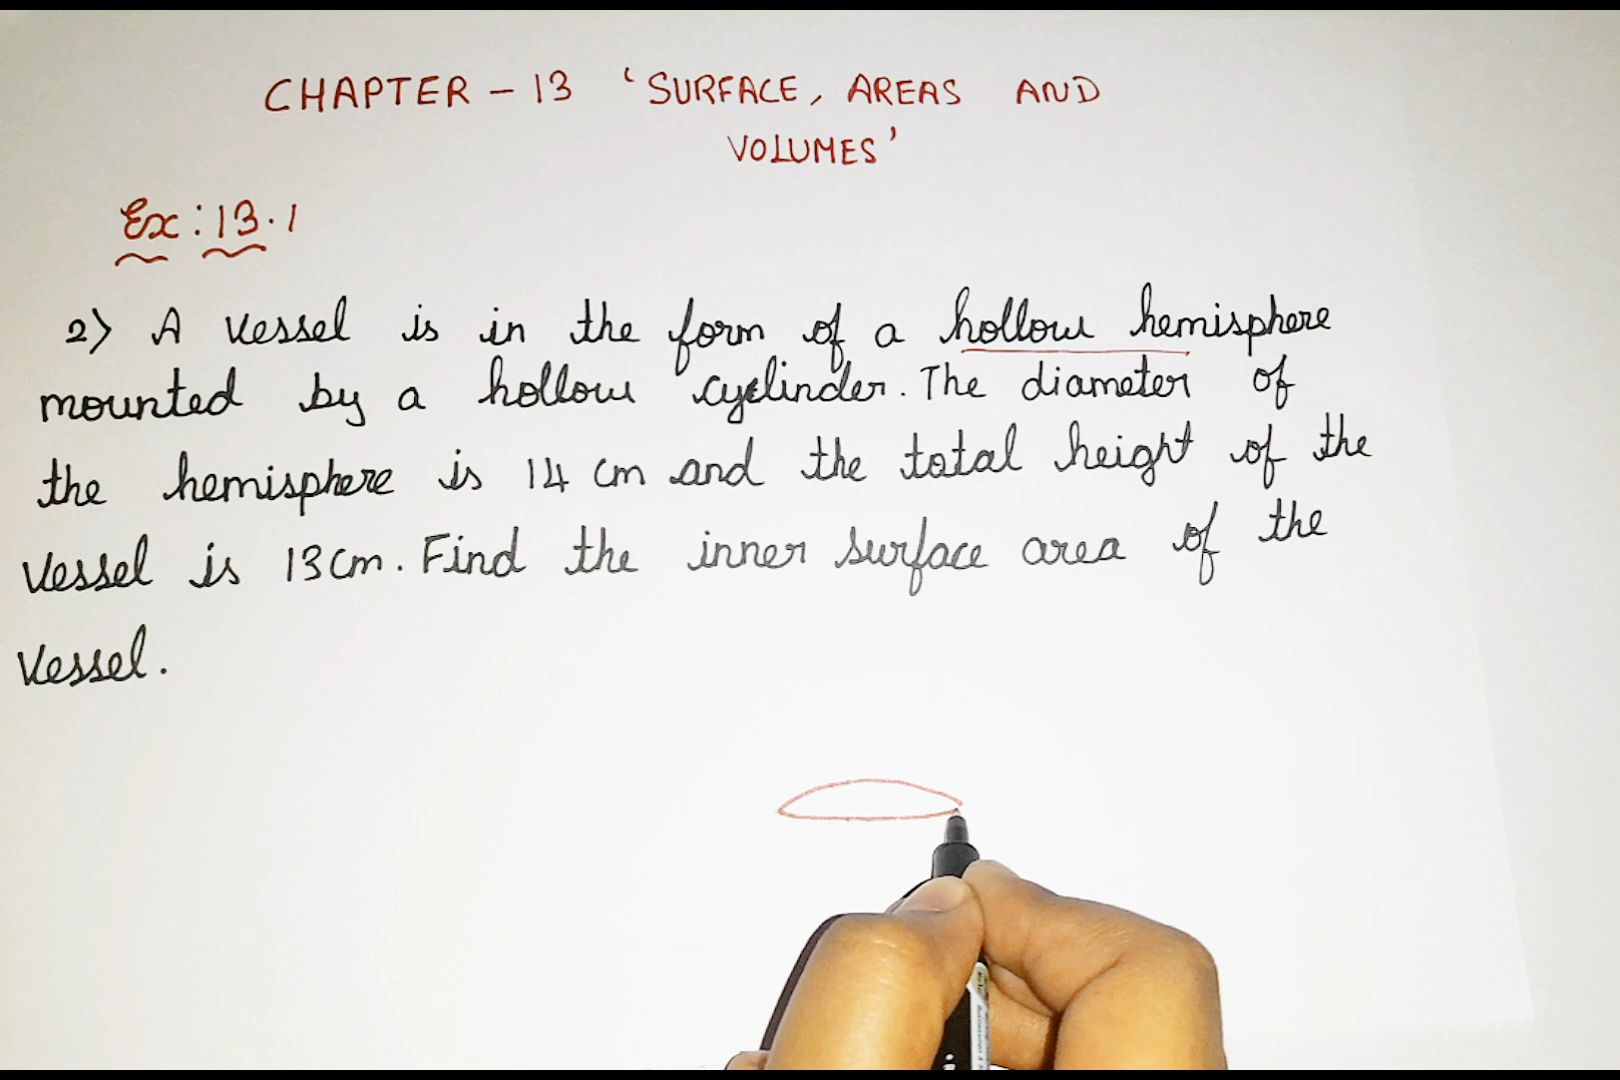 CHAPTER - 13 ‘SURFACE, AREAS AND
VOLUMES’
Ex: 13.1
2) A vessel is in the form of a hollow hemisphere
mounted by a hollow cyclinder. The diameter of
the hemisphere is 14 cm and the total height of the
vessel is 13cm. Find the inner surface area of the
vessel.